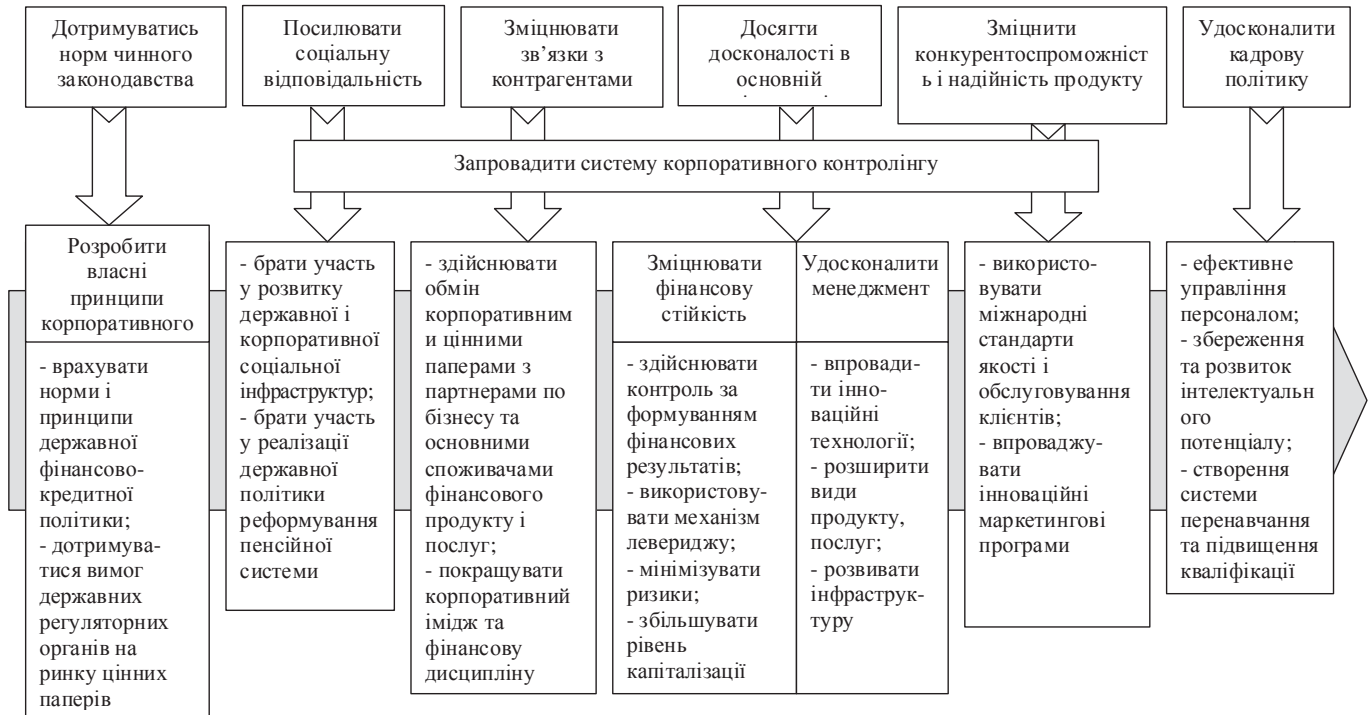 Дотримуватись
норм чинного
законодавства
Посилювати
соціальну
відповідальність
Зміцнювати
зв’язки з
контрагентами
Досягти
досконалості в
основній
Зміцнити
конкурентоспроможніст
ь і надійність продукту
Удосконалити
кадрову
політику
Запровадити систему корпоративного контролінгу
Розробити
власні
принципи
корпоративного
- врахувати
норми і
принципи
державної
фінансово-
кредитної
політики;
- дотримува-
тися вимог
державних
регуляторних
органів на
ринку цінних
паперів
- брати участь
у розвитку
державної і
корпоративної
соціальної
інфраструктур;
- брати участь
у реалізації
державної
політики
реформування
пенсійної
системи
- здійснювати
обмін
корпоративним
и цінними
паперами з
партнерами по
бізнесу та
основними
споживачами
фінансового
продукту і
послуг;
- покращувати
корпоративний
імідж та
фінансову
дисципліну
Зміцнювати
фінансову
стійкість
- здійснювати
контроль за
формуванням
фінансових
результатів;
- використову-
вати механізм
левериджу;
- мінімізувати
ризики;
- збільшувати
рівень
капіталізації
Удосконалити
менеджмент
- впровади-
ти інно-
ваційні
технології;
- розширити
види
продукту,
послуг;
- розвивати
інфраструк-
туру
- використо-
вувати
міжнародні
стандарти
якості і
обслуговування
клієнтів;
- впроваджу-
вати
інноваційні
маркетингові
програми
- ефективне
управління
персоналом;
- збереження
та розвиток
інтелектуальн
ого
потенціалу;
- створення
системи
перенавчання
та підвищення
кваліфікації